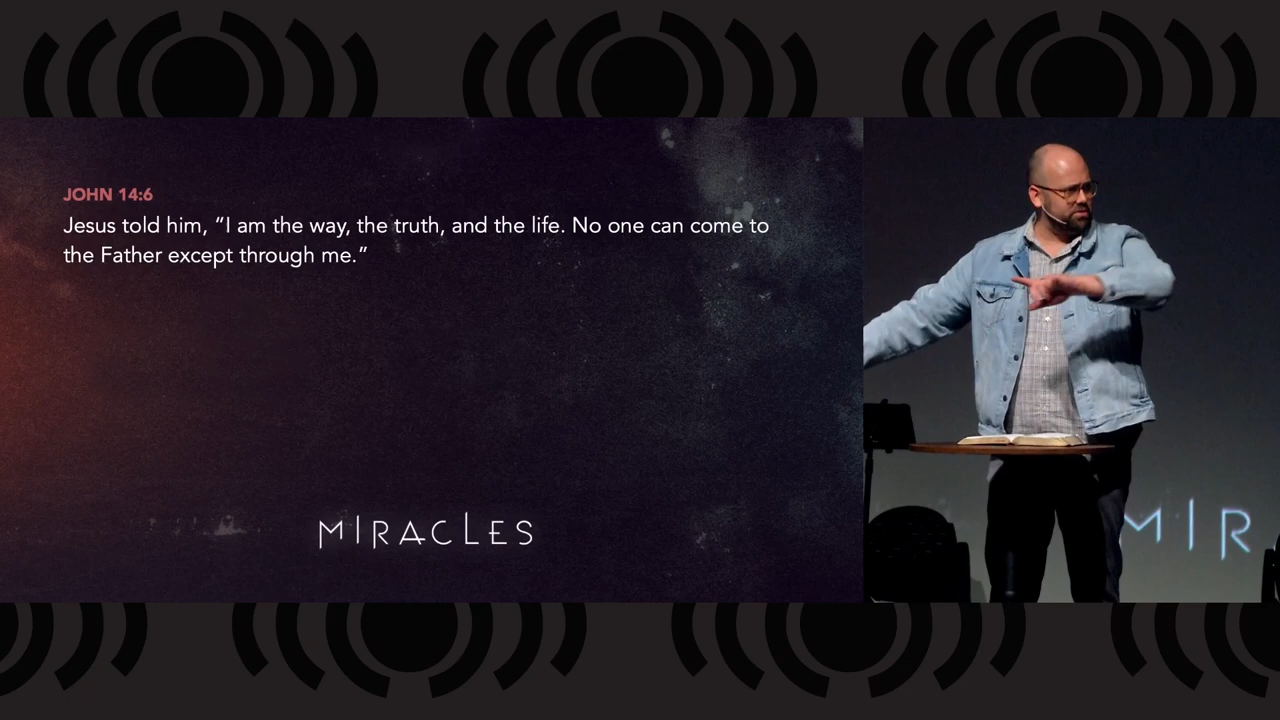 JOHN 14:6
Jesus told him, “I am the way, the truth, and the life. No one can come to
the Father except through me.”
MIRACLES
MIR